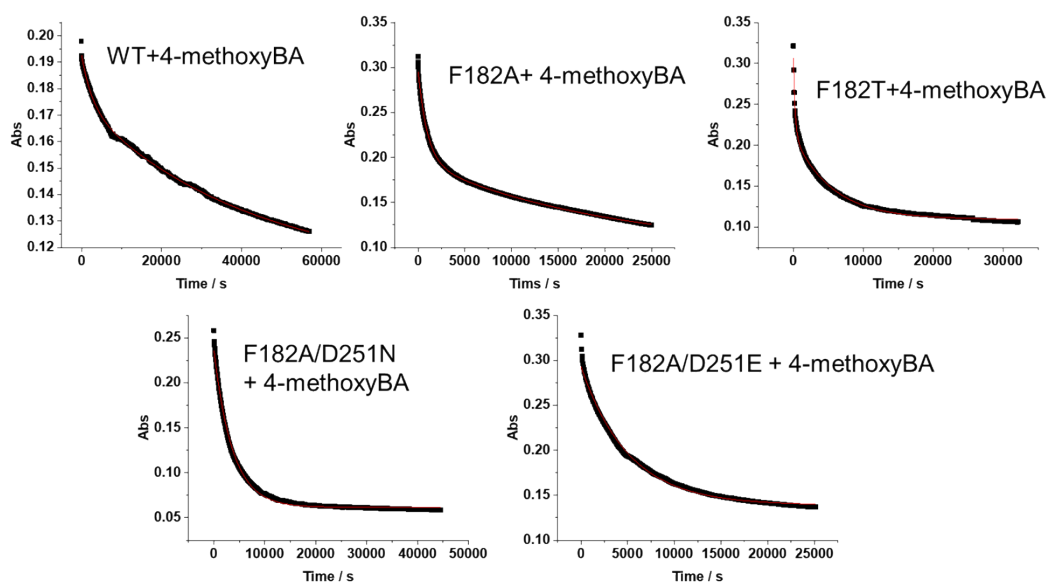 WT+4-methoxyBA
Abs
0.20
0.19
0.18
0.17
0.16
0.15
0.14
0.13
0.12
0 20000 40000 60000
Time / s
F182A+ 4-methoxyBA
Abs
0.35
0.30
0.25
0.20
0.15
0.10
0 5000 10000 15000 20000 25000
Tims / s
F182T+4-methoxyBA
Abs
0.35
0.30
0.25
0.20
0.15
0.10
0 10000 20000 30000
Time / s
F182A/D251N
+ 4-methoxyBA
Abs
0.25
0.20
0.15
0.10
0.05
0 10000 20000 30000 40000 50000
Time / s
F182A/D251E + 4-methoxyBA
Abs
0.35
0.30
0.25
0.20
0.15
0.10
0 5000 10000 15000 20000 25000
Time / s